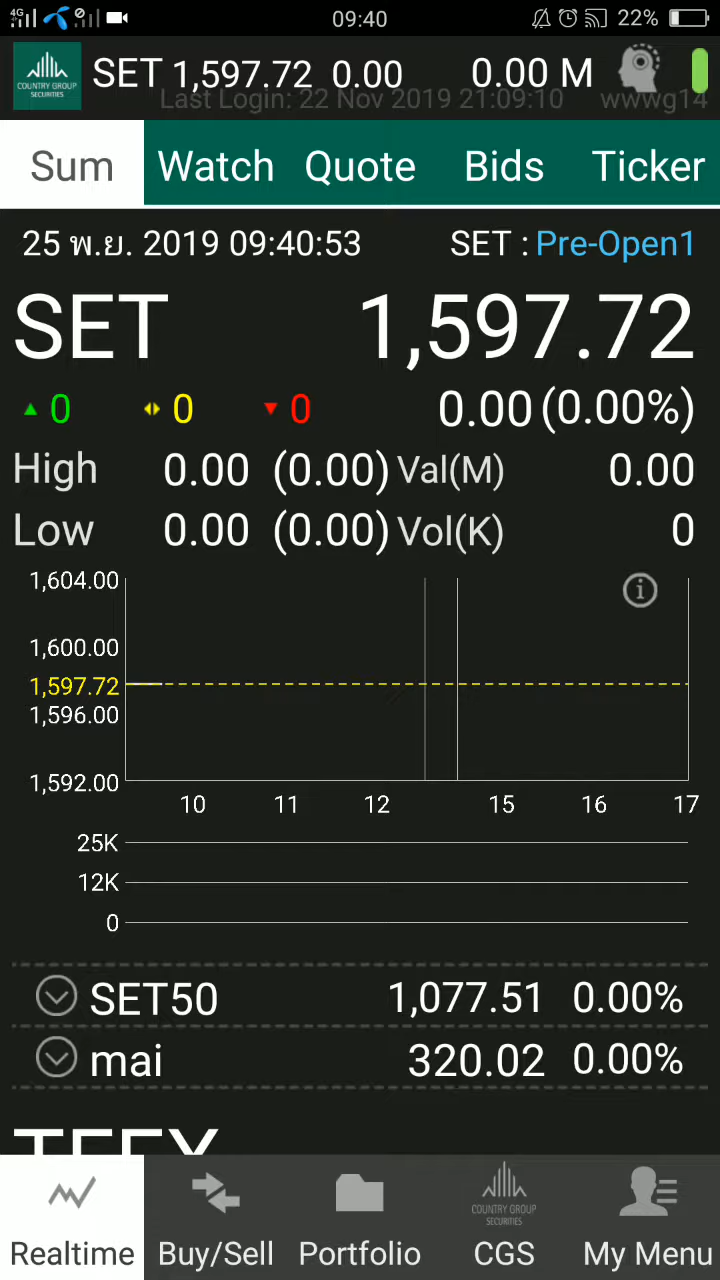 4G 09:40 22%
COUNTRY GROUP
SECURITIES
SET 1,597.72 0.00 0.00 M
Last Login: 22 Nov 2019 21:09:10 wwwg14
Sum Watch Quote Bids Ticker
25 พ.ย. 2019 09:40:53 SET : Pre-Open1
SET 1,597.72
0 0 0 0.00 (0.00%)
High 0.00 (0.00) Val(M) 0.00
Low 0.00 (0.00) Vol(K) 0
1,604.00
1,600.00
1,597.72
1,596.00
1,592.00
10 11 12 15 16 17
25K
12K
0
SET50 1,077.51 0.00%
mai 320.02 0.00%
TFEX
COUNTRY GROUP
SECURITIES
Realtime Buy/Sell Portfolio CGS My Menu